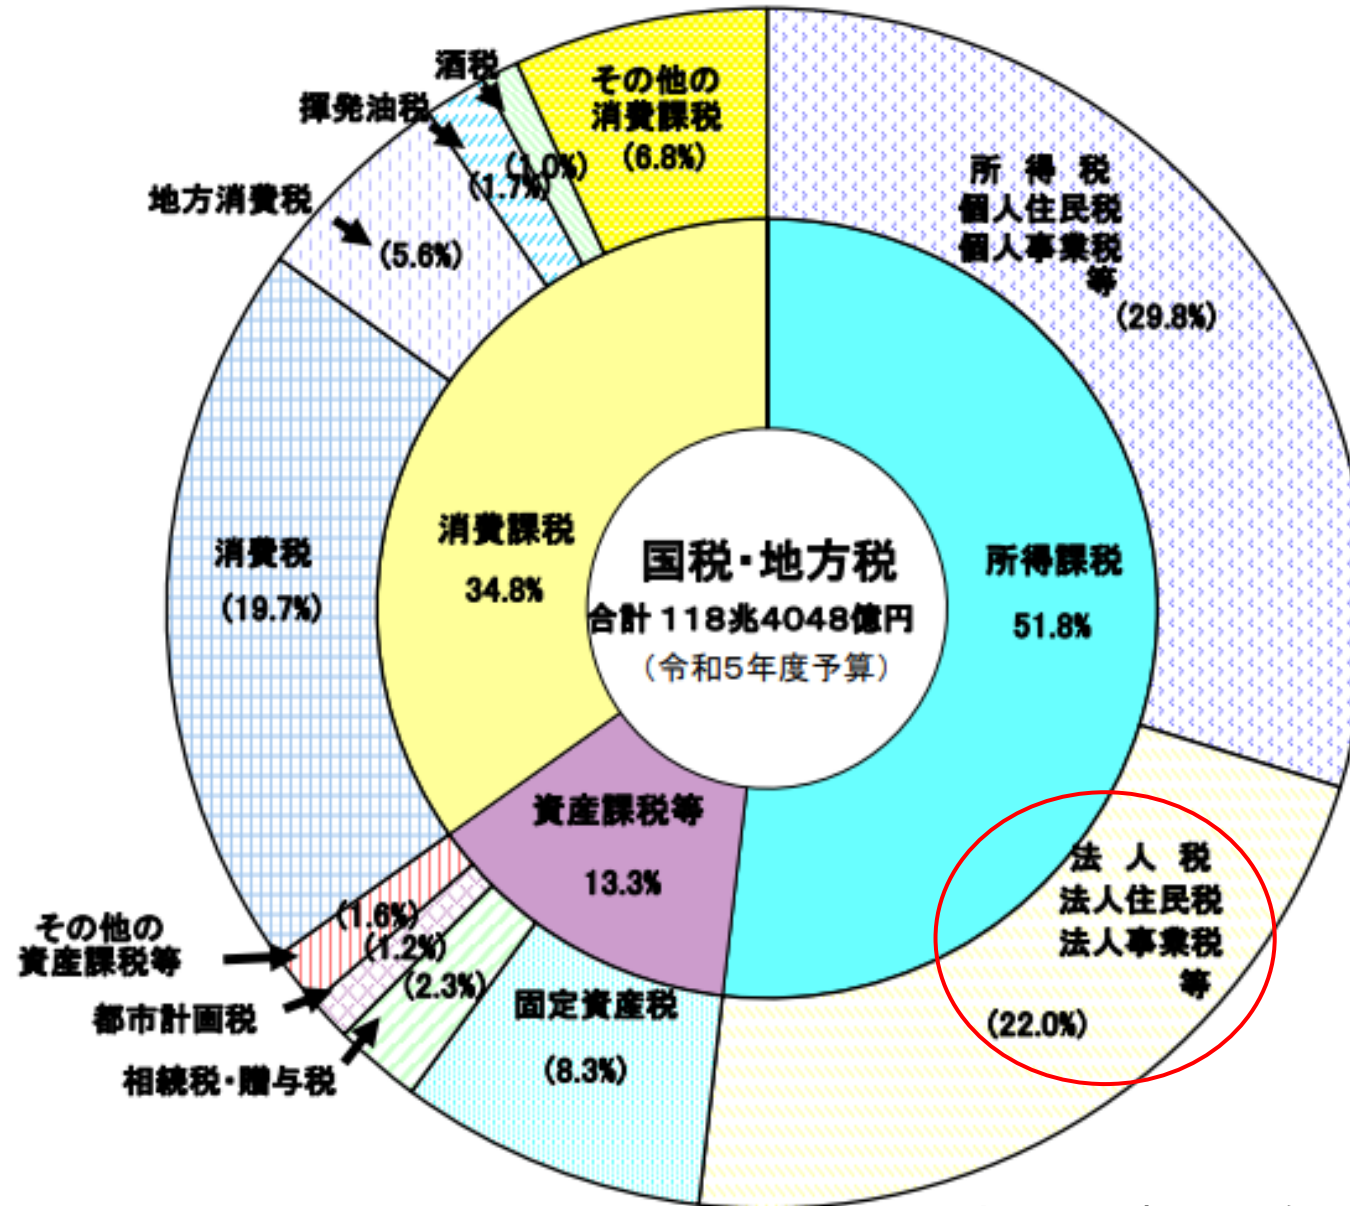 酒税
揮発油税
地方消費税
その他の
消費課税
(6.8%)
(1.0%)
(1.7%)
(5.6%)
所 得 税
個人住民税
個人事業税
等
(29.8%)
消費税
(19.7%)
消費課税
34.8%
国税・地方税
合計 118兆4048億円
（令和5年度予算）
所得課税
51.8%
資産課税等
13.3%
法 人 税
法人住民税
法人事業税
等
(22.0%)
その他の
資産課税等
(1.6%)
都市計画税
(1.2%)
相続税・贈与税
(2.3%)
固定資産税
(8.3%)